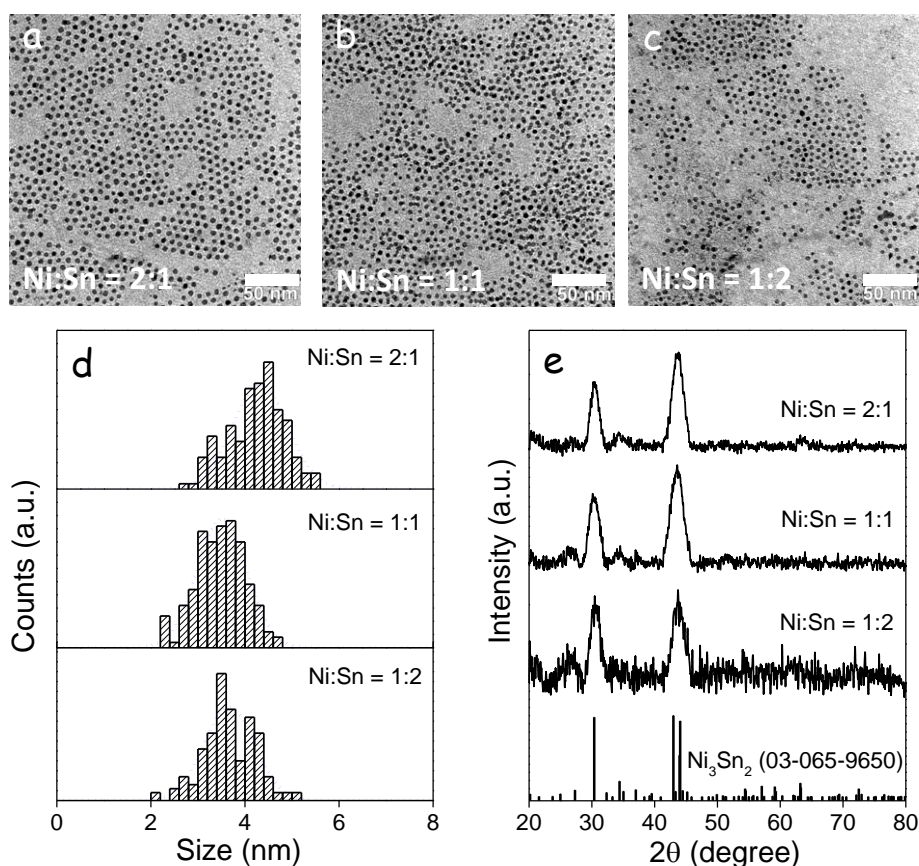 a
Ni:Sn = 2:1
50 nm
b
Ni:Sn = 1:1
50 nm
c
Ni:Sn = 1:2
50 nm
d
Ni:Sn = 2:1
Ni:Sn = 1:1
Ni:Sn = 1:2
Counts (a.u.)
0 2 4 6 8
Size (nm)
e
Ni:Sn = 2:1
Ni:Sn = 1:1
Ni:Sn = 1:2
Ni₃Sn₂ (03-065-9650)
Intensity (a.u.)
20 30 40 50 60 70 80
2θ (degree)